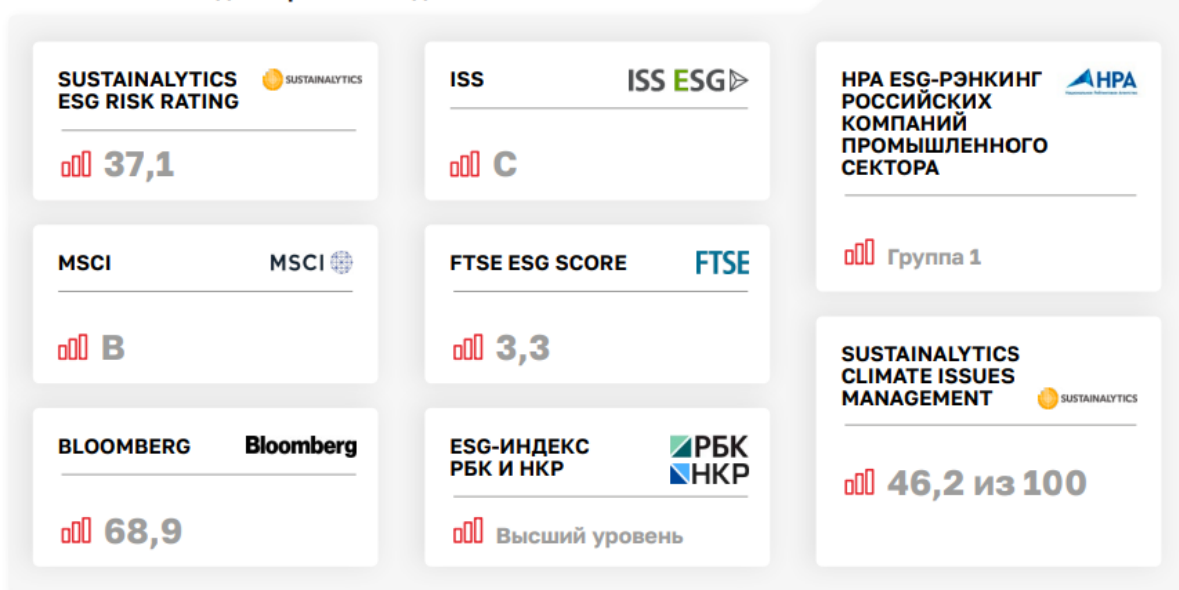 SUSTAINALYTICS
ESG RISK RATING
SUSTAINALYTICS
37,1
ISS
ISS ESG
C
НРА ESG-РЭНКИНГ
РОССИЙСКИХ
КОМПАНИЙ
ПРОМЫШЛЕННОГО
СЕКТОРА
НРА
Группа 1
MSCI
MSCI
B
FTSE ESG SCORE
FTSE
3,3
SUSTAINALYTICS
CLIMATE ISSUES
MANAGEMENT
SUSTAINALYTICS
46,2 из 100
BLOOMBERG
Bloomberg
68,9
ESG-ИНДЕКС
РБК И НКР
РБК
НКР
Высший уровень